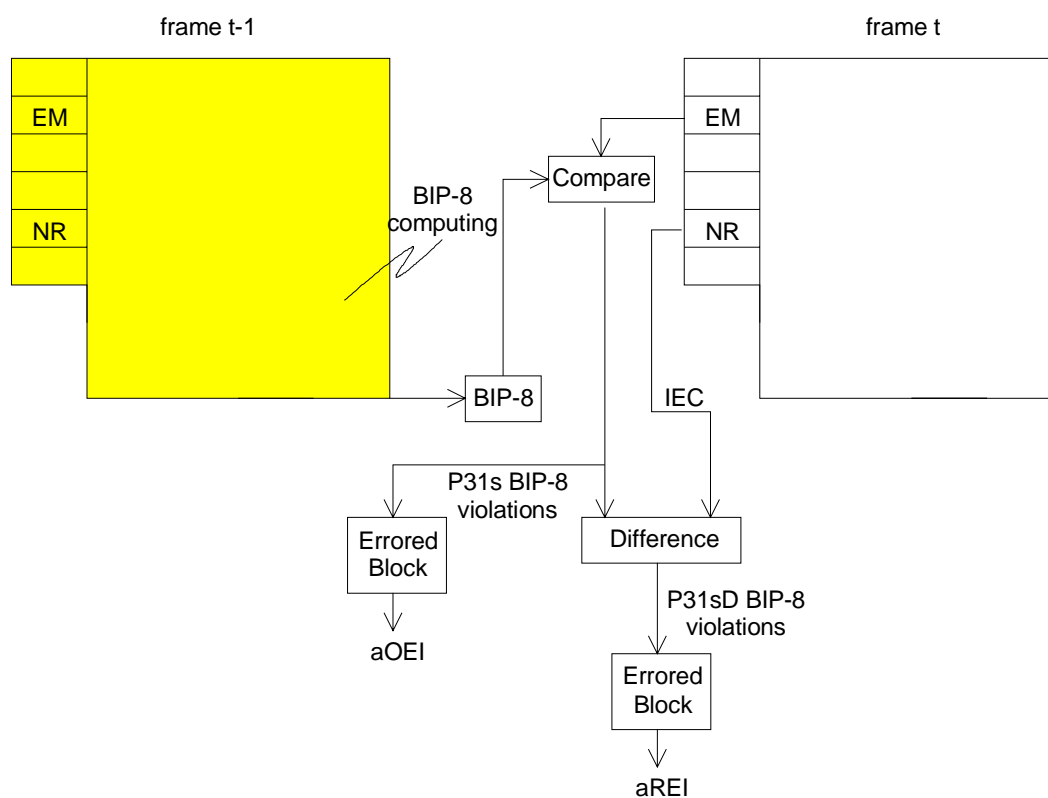 frame t-1
frame t
EM
EM
Compare
BIP-8
computing
NR
NR
BIP-8
IEC
P31s BIP-8
violations
Errored
Block
Difference
P31sD BIP-8
violations
aOEI
Errored
Block
aREI